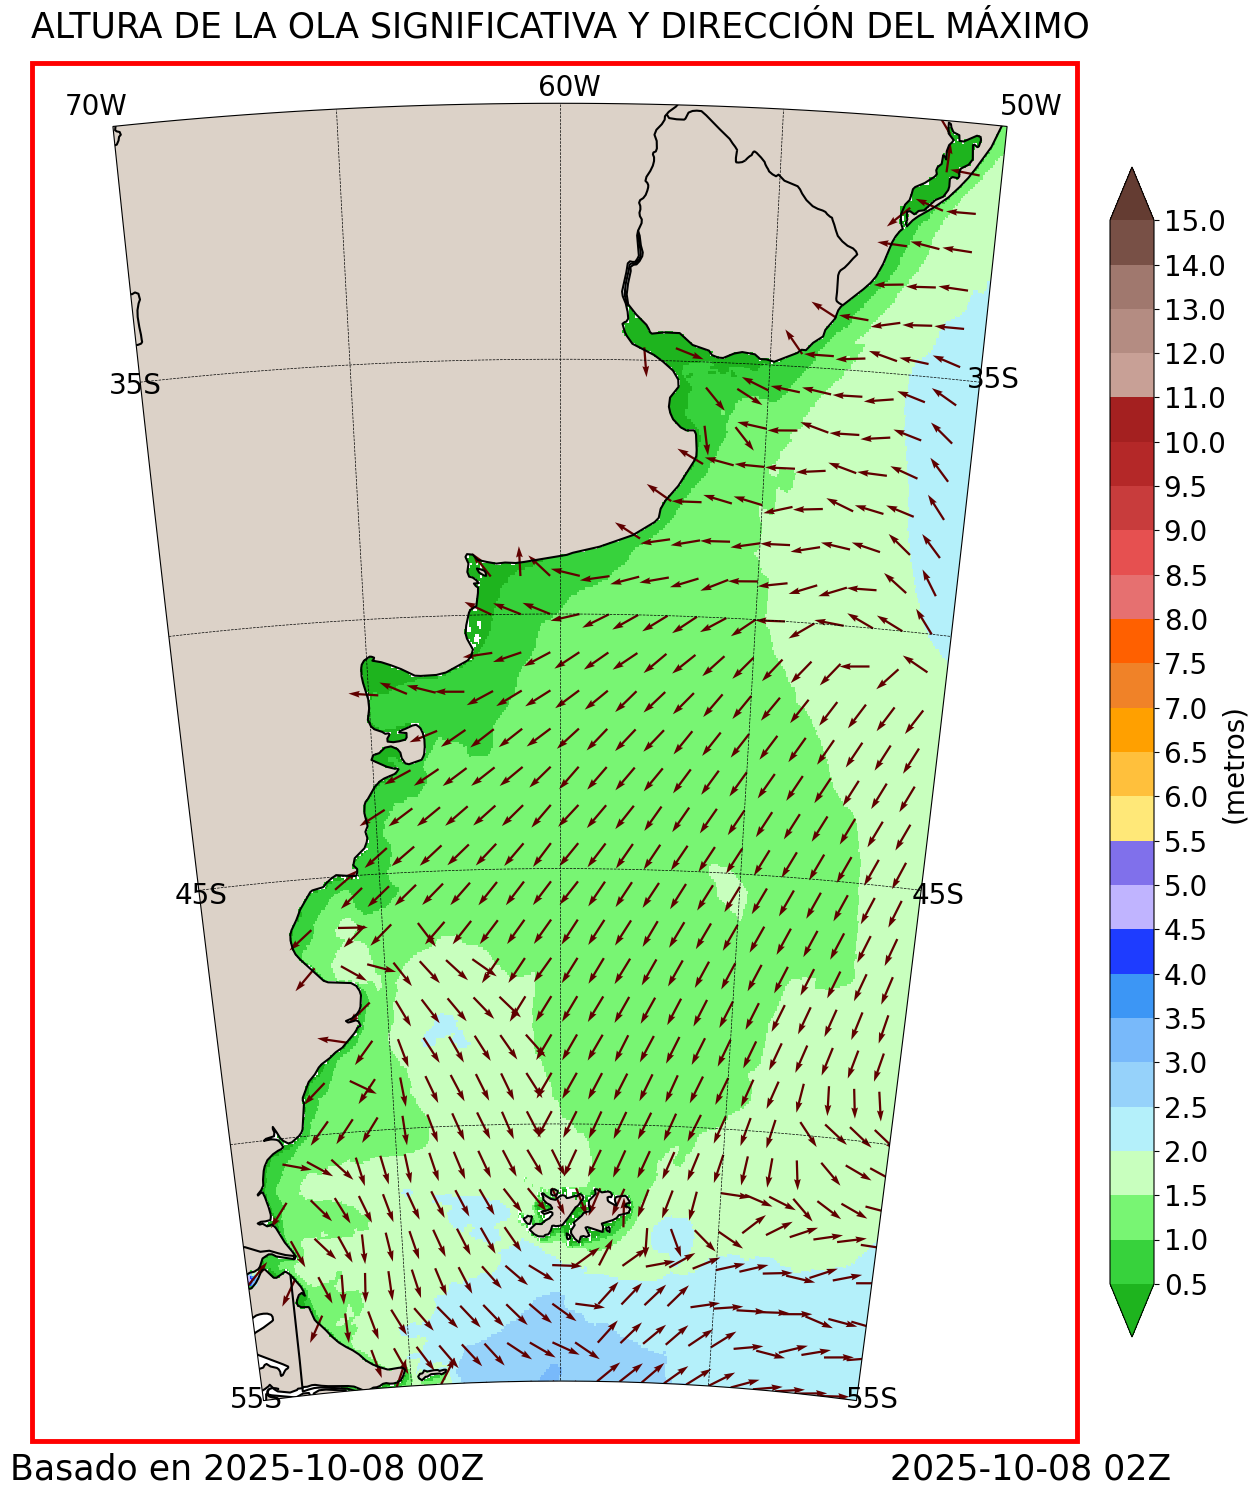 ALTURA DE LA OLA SIGNIFICATIVA Y DIRECCIÓN DEL MÁXIMO
70W
60W
50W
35S
35S
45S
45S
55S
55S
15.0
14.0
13.0
12.0
11.0
10.0
9.5
9.0
8.5
8.0
7.5
7.0
6.5
6.0
5.5
5.0
4.5
4.0
3.5
3.0
2.5
2.0
1.5
1.0
0.5
(metros)
Basado en 2025-10-08 00Z
2025-10-08 02Z